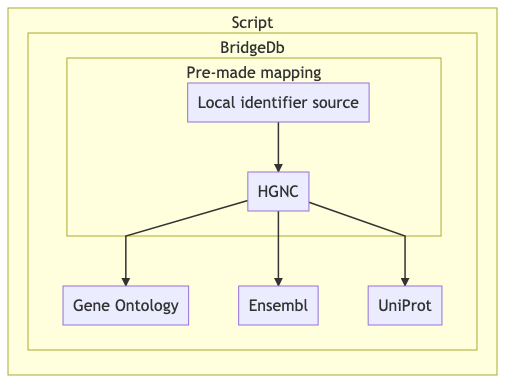 Script
BridgeDb
Pre-made mapping
Local identifier source
HGNC
Gene Ontology
Ensembl
UniProt